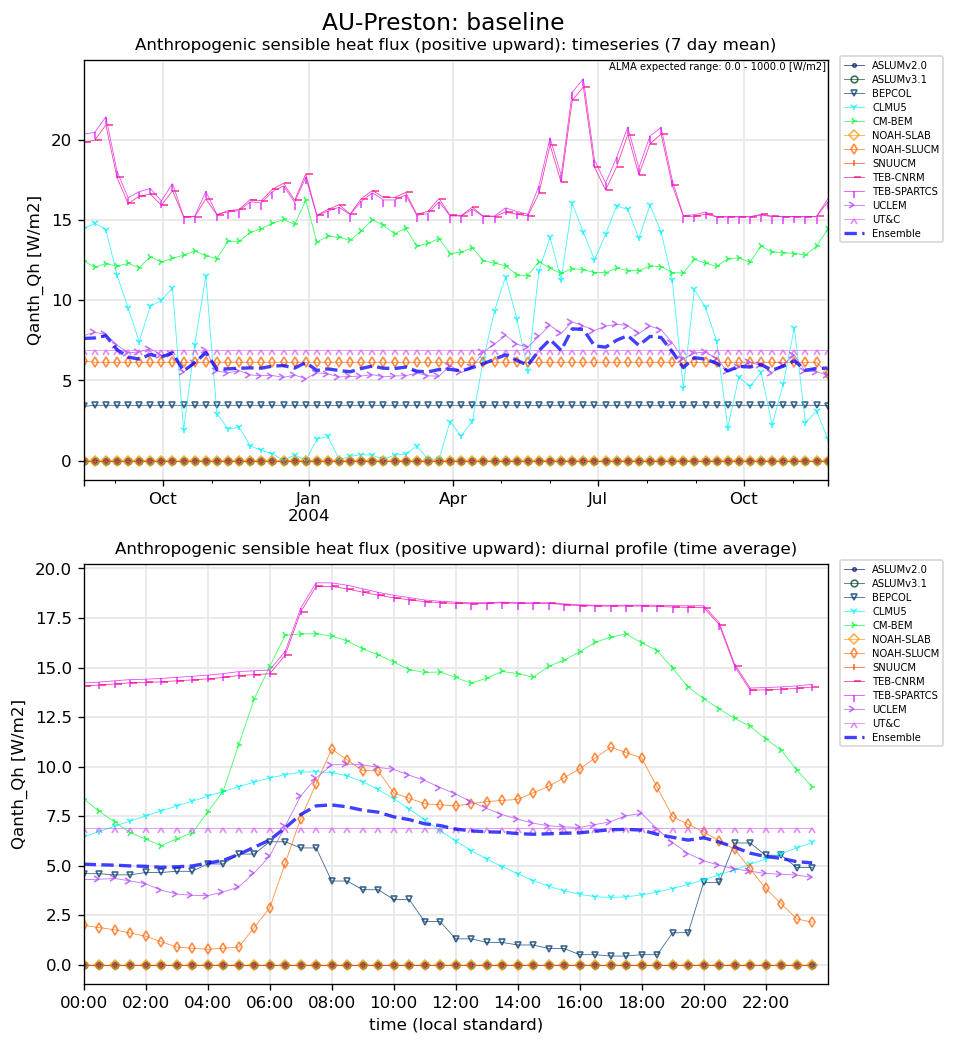 AU-Preston: baseline
Anthropogenic sensible heat flux (positive upward): timeseries (7 day mean)
ALMA expected range: 0.0 - 1000.0 [W/m2]
Qanth_Qh [W/m2]
20
15
10
5
0
Oct
Jan
2004
Apr
Jul
Oct
ASLUMv2.0
ASLUMv3.1
BEPCOL
CLMU5
CM-BEM
NOAH-SLAB
NOAH-SLUCM
SNUUCM
TEB-CNRM
TEB-SPARTCS
UCLEM
UT&C
Ensemble
Anthropogenic sensible heat flux (positive upward): diurnal profile (time average)
Qanth_Qh [W/m2]
20.0
17.5
15.0
12.5
10.0
7.5
5.0
2.5
0.0
00:00
02:00
04:00
06:00
08:00
10:00
12:00
14:00
16:00
18:00
20:00
22:00
time (local standard)
ASLUMv2.0
ASLUMv3.1
BEPCOL
CLMU5
CM-BEM
NOAH-SLAB
NOAH-SLUCM
SNUUCM
TEB-CNRM
TEB-SPARTCS
UCLEM
UT&C
Ensemble